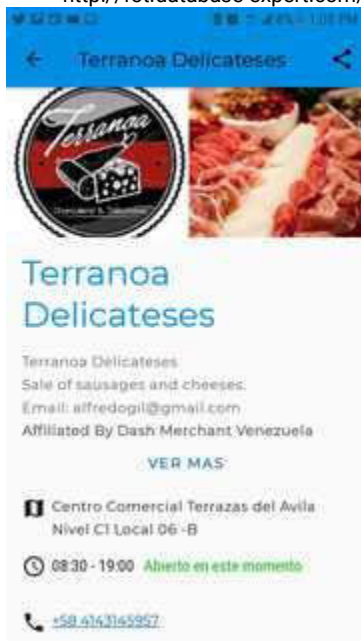 Terranoa Delicateses
Terranoa
Terranoa
Delicateses
Terranoa Delicateses
Sale of sausages and cheeses.
Email: alfredogil@gmail.com
Affiliated By Dash Merchant Venezuela
VER MAS
Centro Comercial Terrazas del Avila
Nivel C1 Local 06 -B
08:30 - 19:00 Abierto en este momento
+58 4143145957